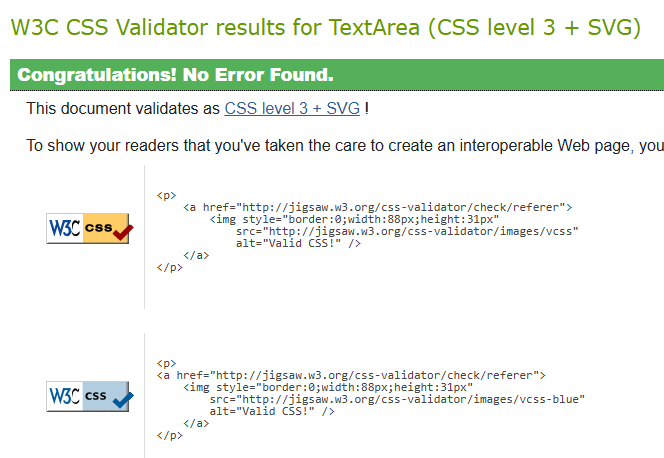 W3C CSS Validator results for TextArea (CSS level 3 + SVG)
Congratulations! No Error Found.
This document validates as CSS level 3 + SVG !
To show your readers that you've taken the care to create an interoperable Web page, you
W3C css
<p>
    <a href="http://jigsaw.w3.org/css-validator/check/referer">
        <img style="border:0;width:88px;height:31px"
            src="http://jigsaw.w3.org/css-validator/images/vcss"
            alt="Valid CSS!" />
    </a>
</p>
W3C css
<p>
<a href="http://jigsaw.w3.org/css-validator/check/referer">
    <img style="border:0;width:88px;height:31px"
        src="http://jigsaw.w3.org/css-validator/images/vcss-blue"
        alt="Valid CSS!" />
    </a>
</p>